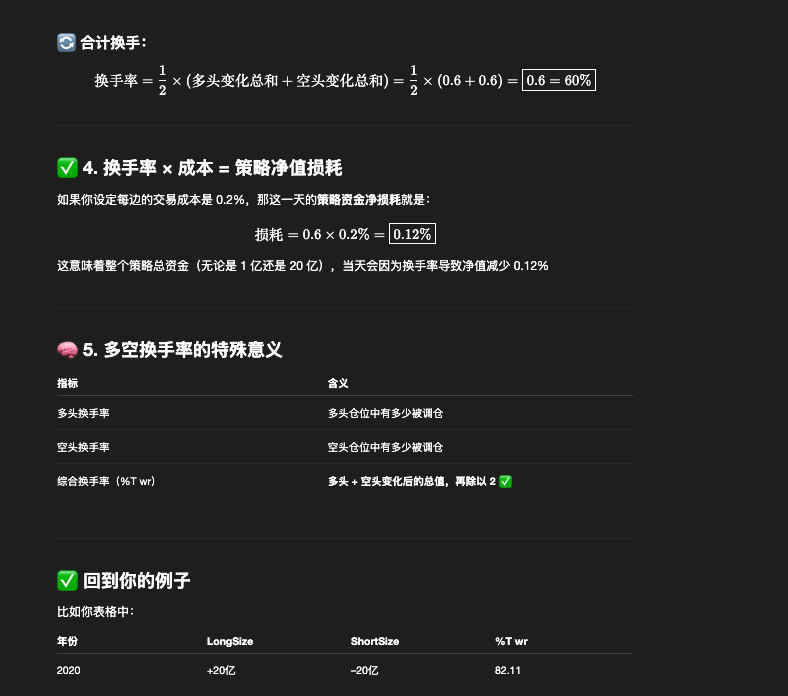 🔄 合计换手：
换手率 = 1/2 × (多头变化总和 + 空头变化总和) = 1/2 × (0.6 + 0.6) = 0.6 = 60%
✅ 4. 换手率 × 成本 = 策略净值损耗
如果你设定每边的交易成本是 0.2%，那这一天的策略资金净损耗就是：
损耗 = 0.6 × 0.2% = 0.12%
这意味着整个策略总资金（无论是 1 亿还是 20 亿），当天会因为换手率导致净值减少 0.12%
🧠 5. 多空换手率的特殊意义
指标 含义
多头换手率 多头仓位中有多少被调仓
空头换手率 空头仓位中有多少被调仓
综合换手率（%T wr） 多头 + 空头变化后的总值，再除以 2 ✅
✅ 回到你的例子
比如你表格中：
年份 LongSize ShortSize %T wr
2020 +20亿 −20亿 82.11